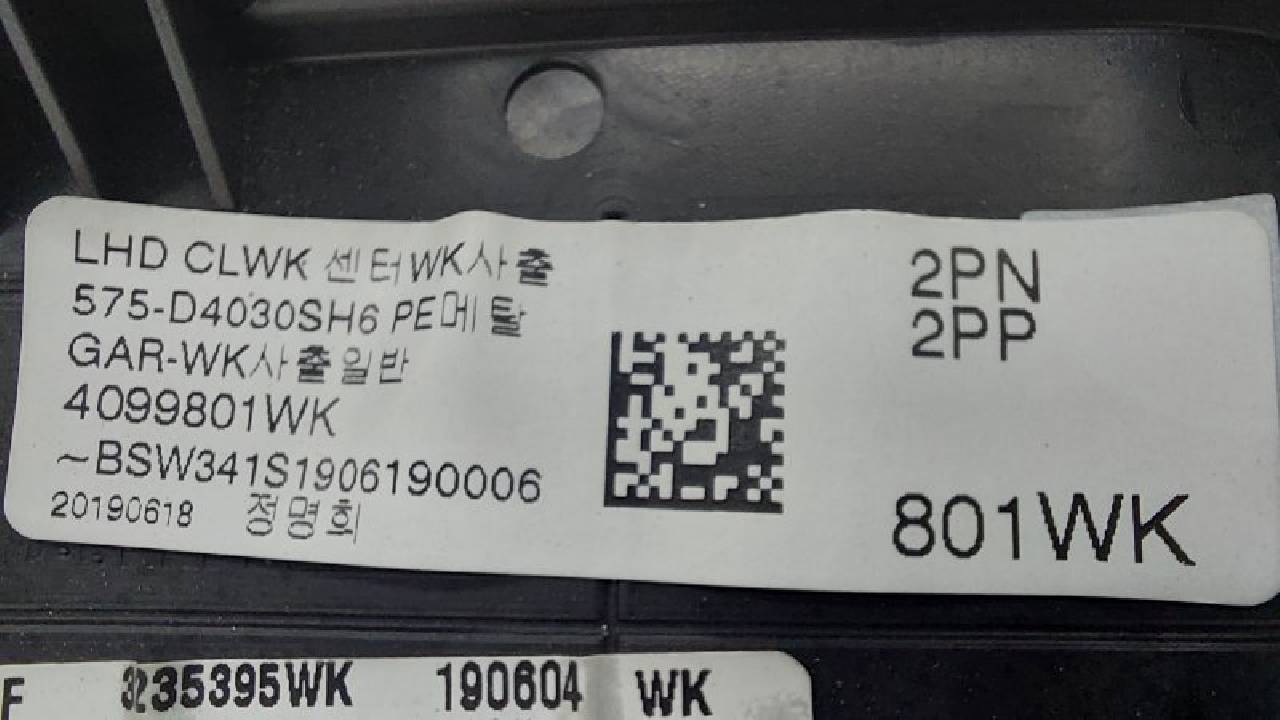 LHD CLWK 센터WK사출
575-D4030SH6 PE메탈
GAR-WK사출일반
4099801WK
~BSW341S1906190006
20190618 정명희
2PN
2PP
801WK
35395WK 190604 WK